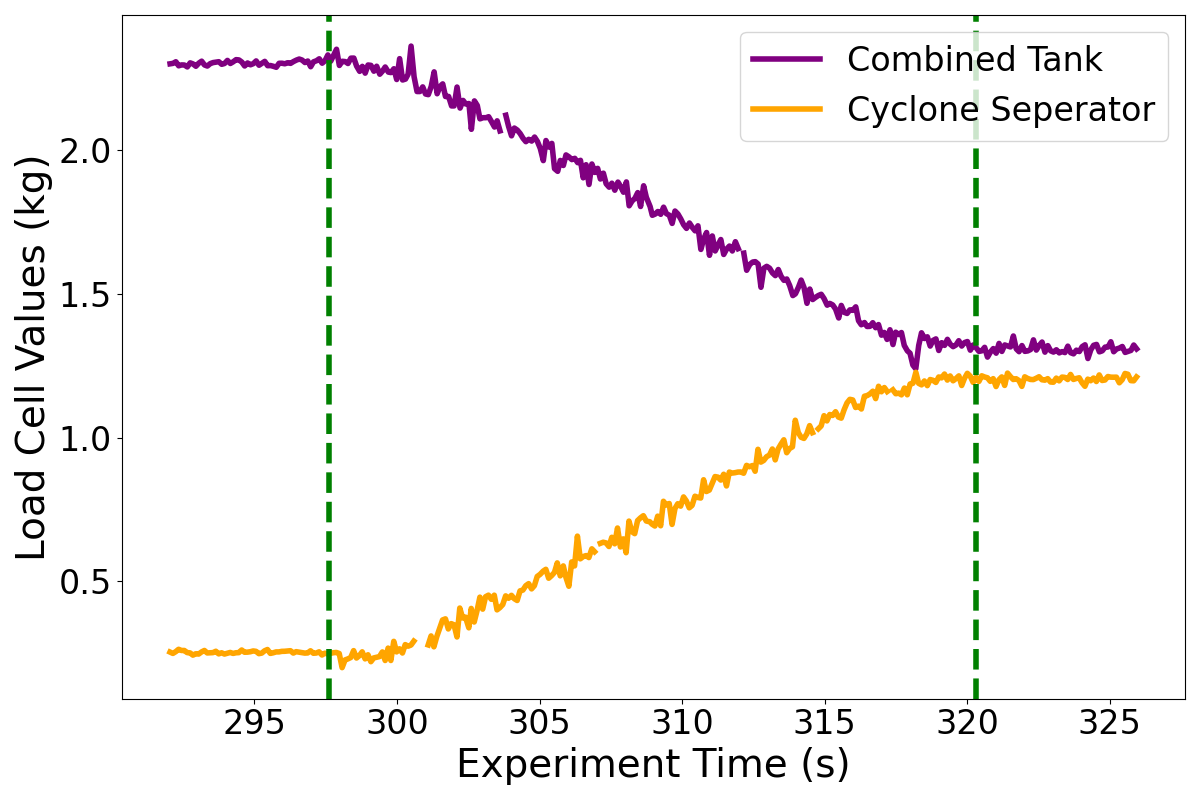 Combined Tank
Cyclone Seperator
Load Cell Values (kg)
2.0
1.5
1.0
0.5
295 300 305 310 315 320 325
Experiment Time (s)